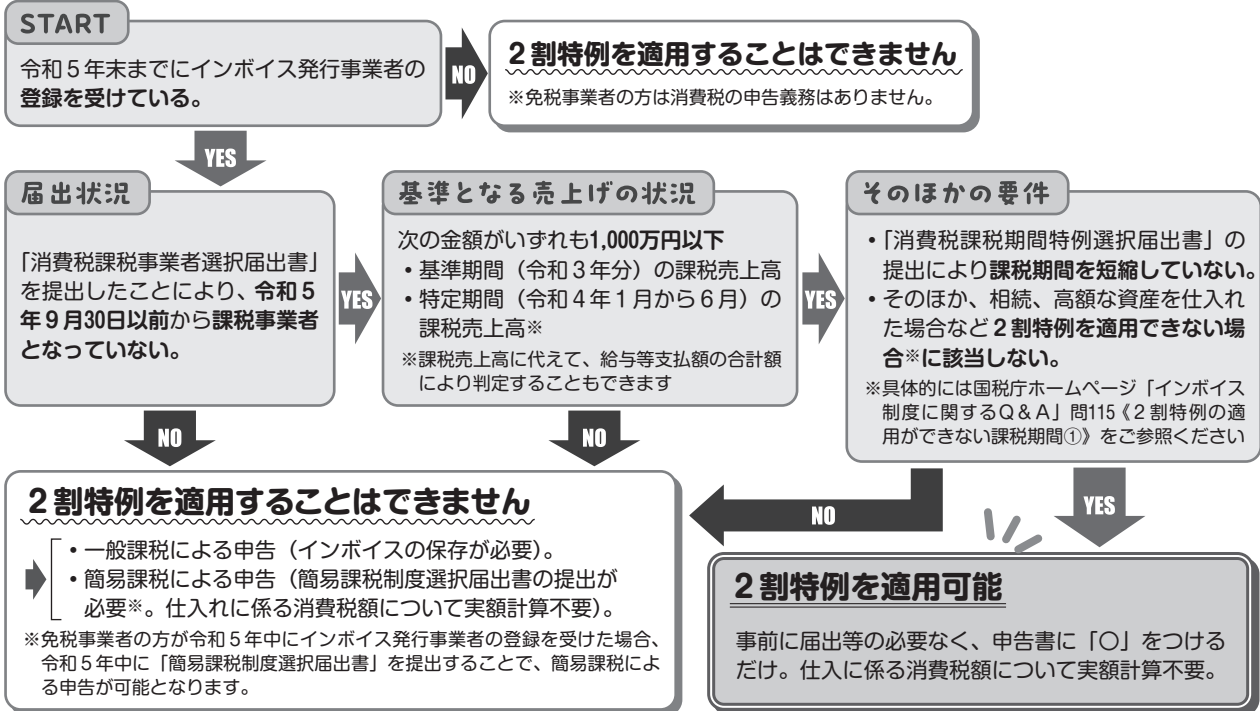 START
令和5年末までにインボイス発行事業者の
登録を受けている。
NO
2割特例を適用することはできません
※免税事業者の方は消費税の申告義務はありません。
YES
届出状況
「消費税課税事業者選択届出書」
を提出したことにより、令和5
年9月30日以前から課税事業者
となっていない。
YES
基準となる売上げの状況
次の金額がいずれも1,000万円以下
・基準期間（令和3年分）の課税売上高
・特定期間（令和4年1月から6月）の
課税売上高※
※課税売上高に代えて、給与等支払額の合計額
により判定することもできます
YES
そのほかの要件
・「消費税課税期間特例選択届出書」の
提出により課税期間を短縮していない。
・そのほか、相続、高額な資産を仕入れ
た場合など2割特例を適用できない場
合※に該当しない。
※具体的には国税庁ホームページ「インボイス
制度に関するQ&A」問115《2割特例の適
用ができない課税期間①》をご参照ください
NO
NO
NO
YES
2割特例を適用することはできません
・一般課税による申告（インボイスの保存が必要）。
・簡易課税による申告（簡易課税制度選択届出書の提出が
必要※。仕入れに係る消費税額について実額計算不要）。
※免税事業者の方が令和5年中にインボイス発行事業者の登録を受けた場合、
令和5年中に「簡易課税制度選択届出書」を提出することで、簡易課税によ
る申告が可能となります。
2割特例を適用可能
事前に届出等の必要なく、申告書に「〇」をつける
だけ。仕入に係る消費税額について実額計算不要。